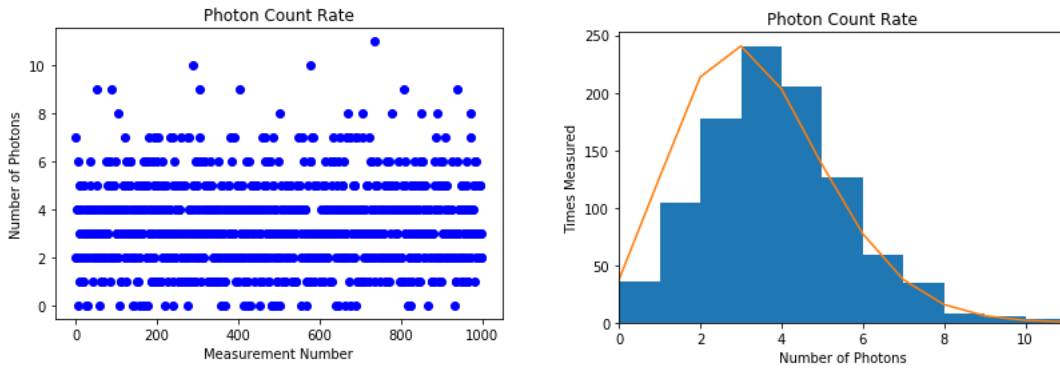 Photon Count Rate
Number of Photons
10
8
6
4
2
0
0 200 400 600 800 1000
Measurement Number
Photon Count Rate
Times Measured
250
200
150
100
50
0
0 2 4 6 8 10
Number of Photons